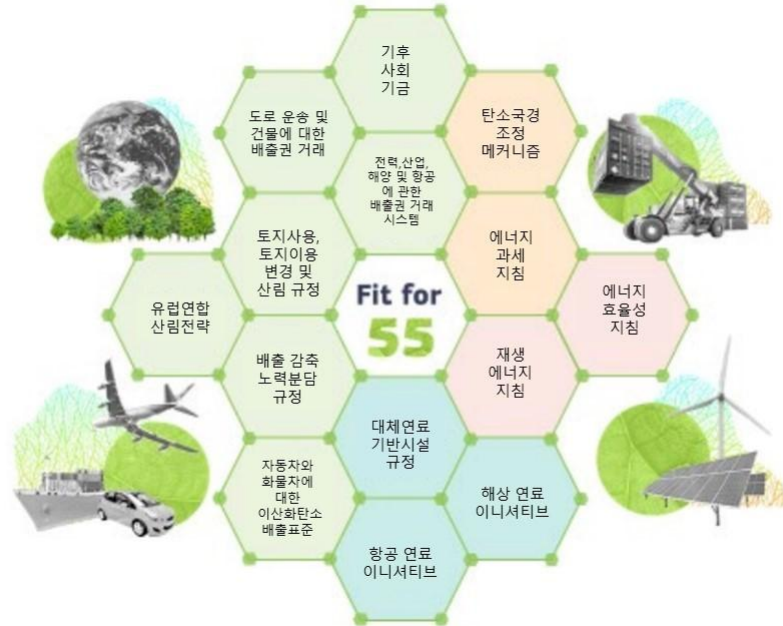 기후
사회
기금
도로 운송 및
건물에 대한
배출권 거래
탄소국경
조정
메커니즘
전력,산업,
해양 및 항공
에 관한
배출권 거래
시스템
토지사용,
토지이용
변경 및
산림 규정
에너지
과세
지침
유럽연합
산림전략
Fit for
55
에너지
효율성
지침
배출 감축
노력분담
규정
재생
에너지
지침
대체연료
기반시설
규정
자동차와
화물차에
대한
이산화탄소
배출표준
해상 연료
이니셔티브
항공 연료
이니셔티브